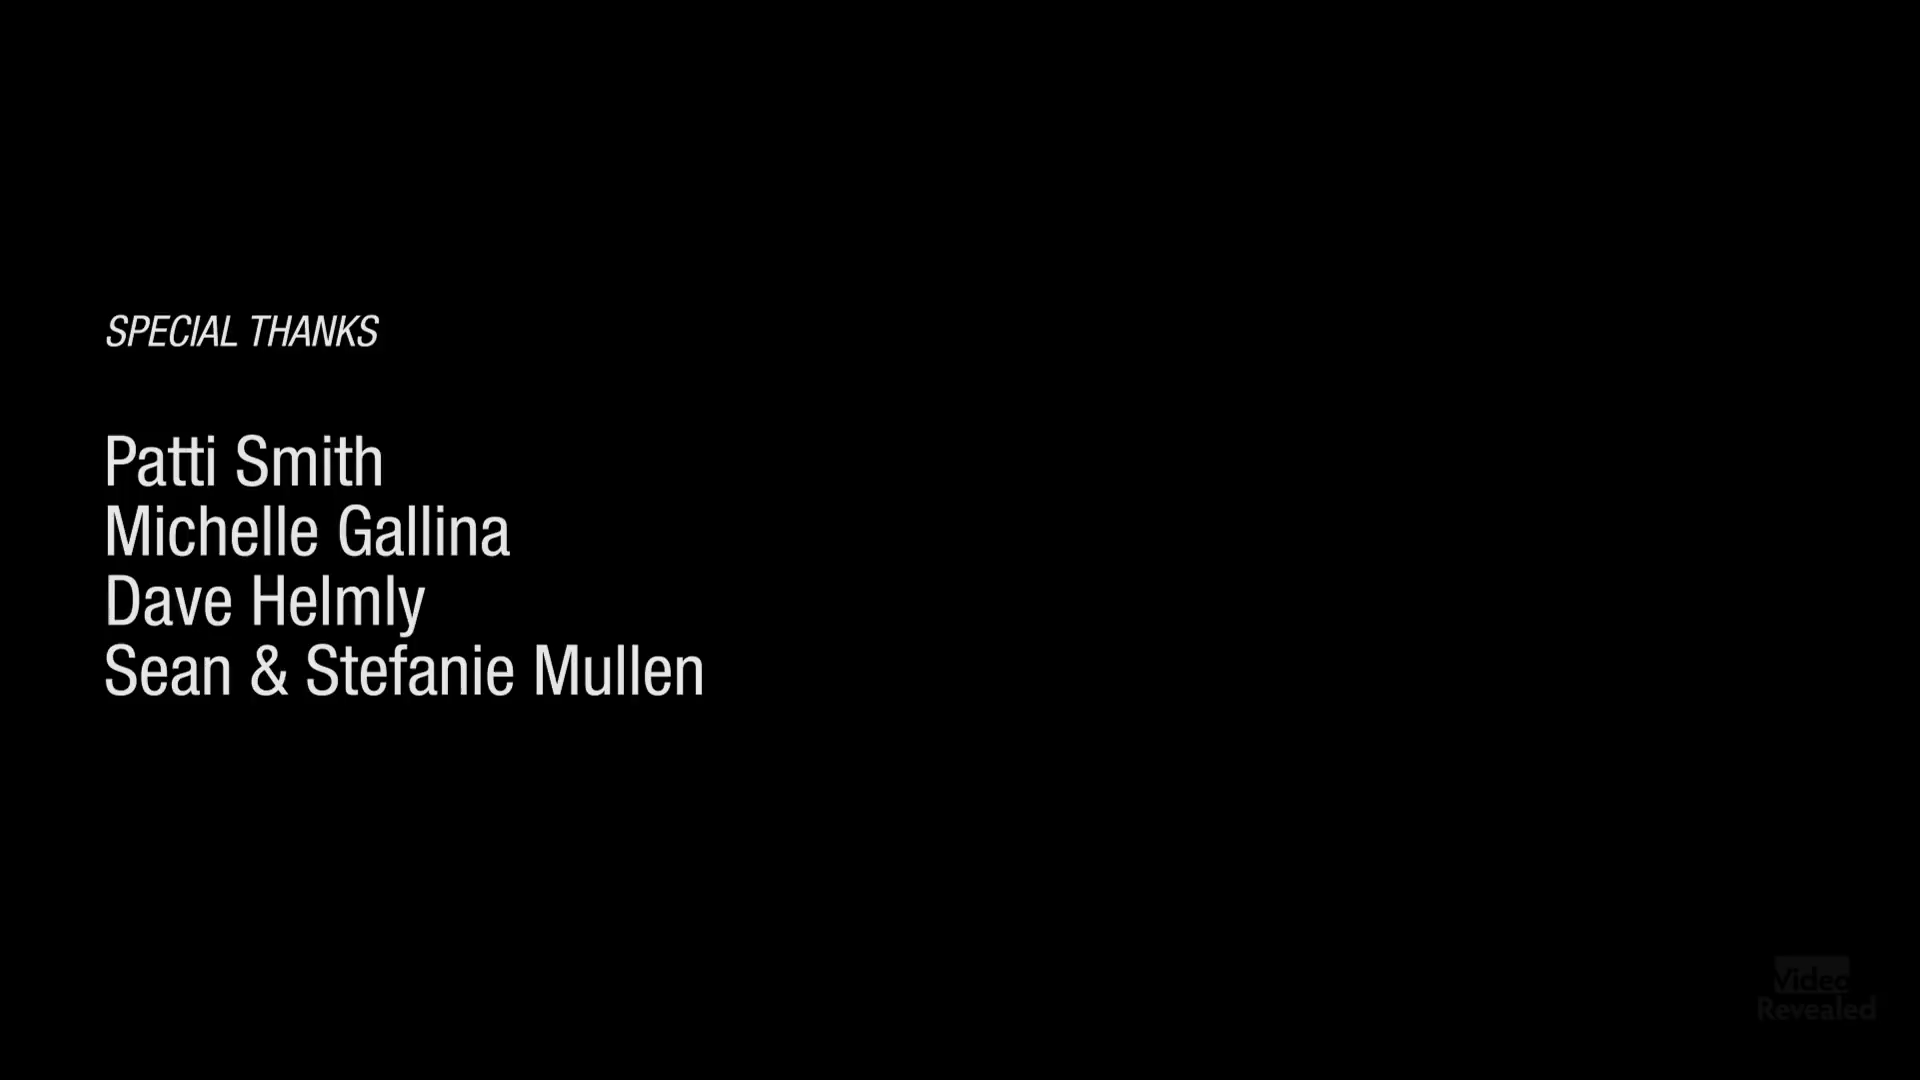 SPECIAL THANKS
Patti Smith
Michelle Gallina
Dave Helmly
Sean & Stefanie Mullen
Video
Revealed